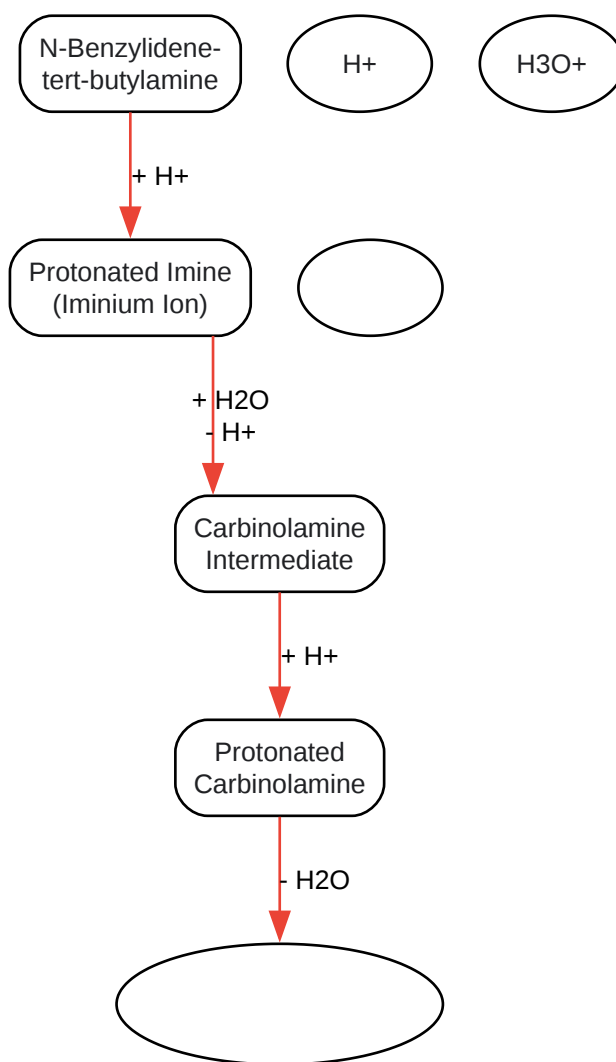 N-Benzylidene-
tert-butylamine
H+
H3O+
+ H+
Protonated Imine
(Iminium Ion)
+ H2O
- H+
Carbinolamine
Intermediate
+ H+
Protonated
Carbinolamine
- H2O